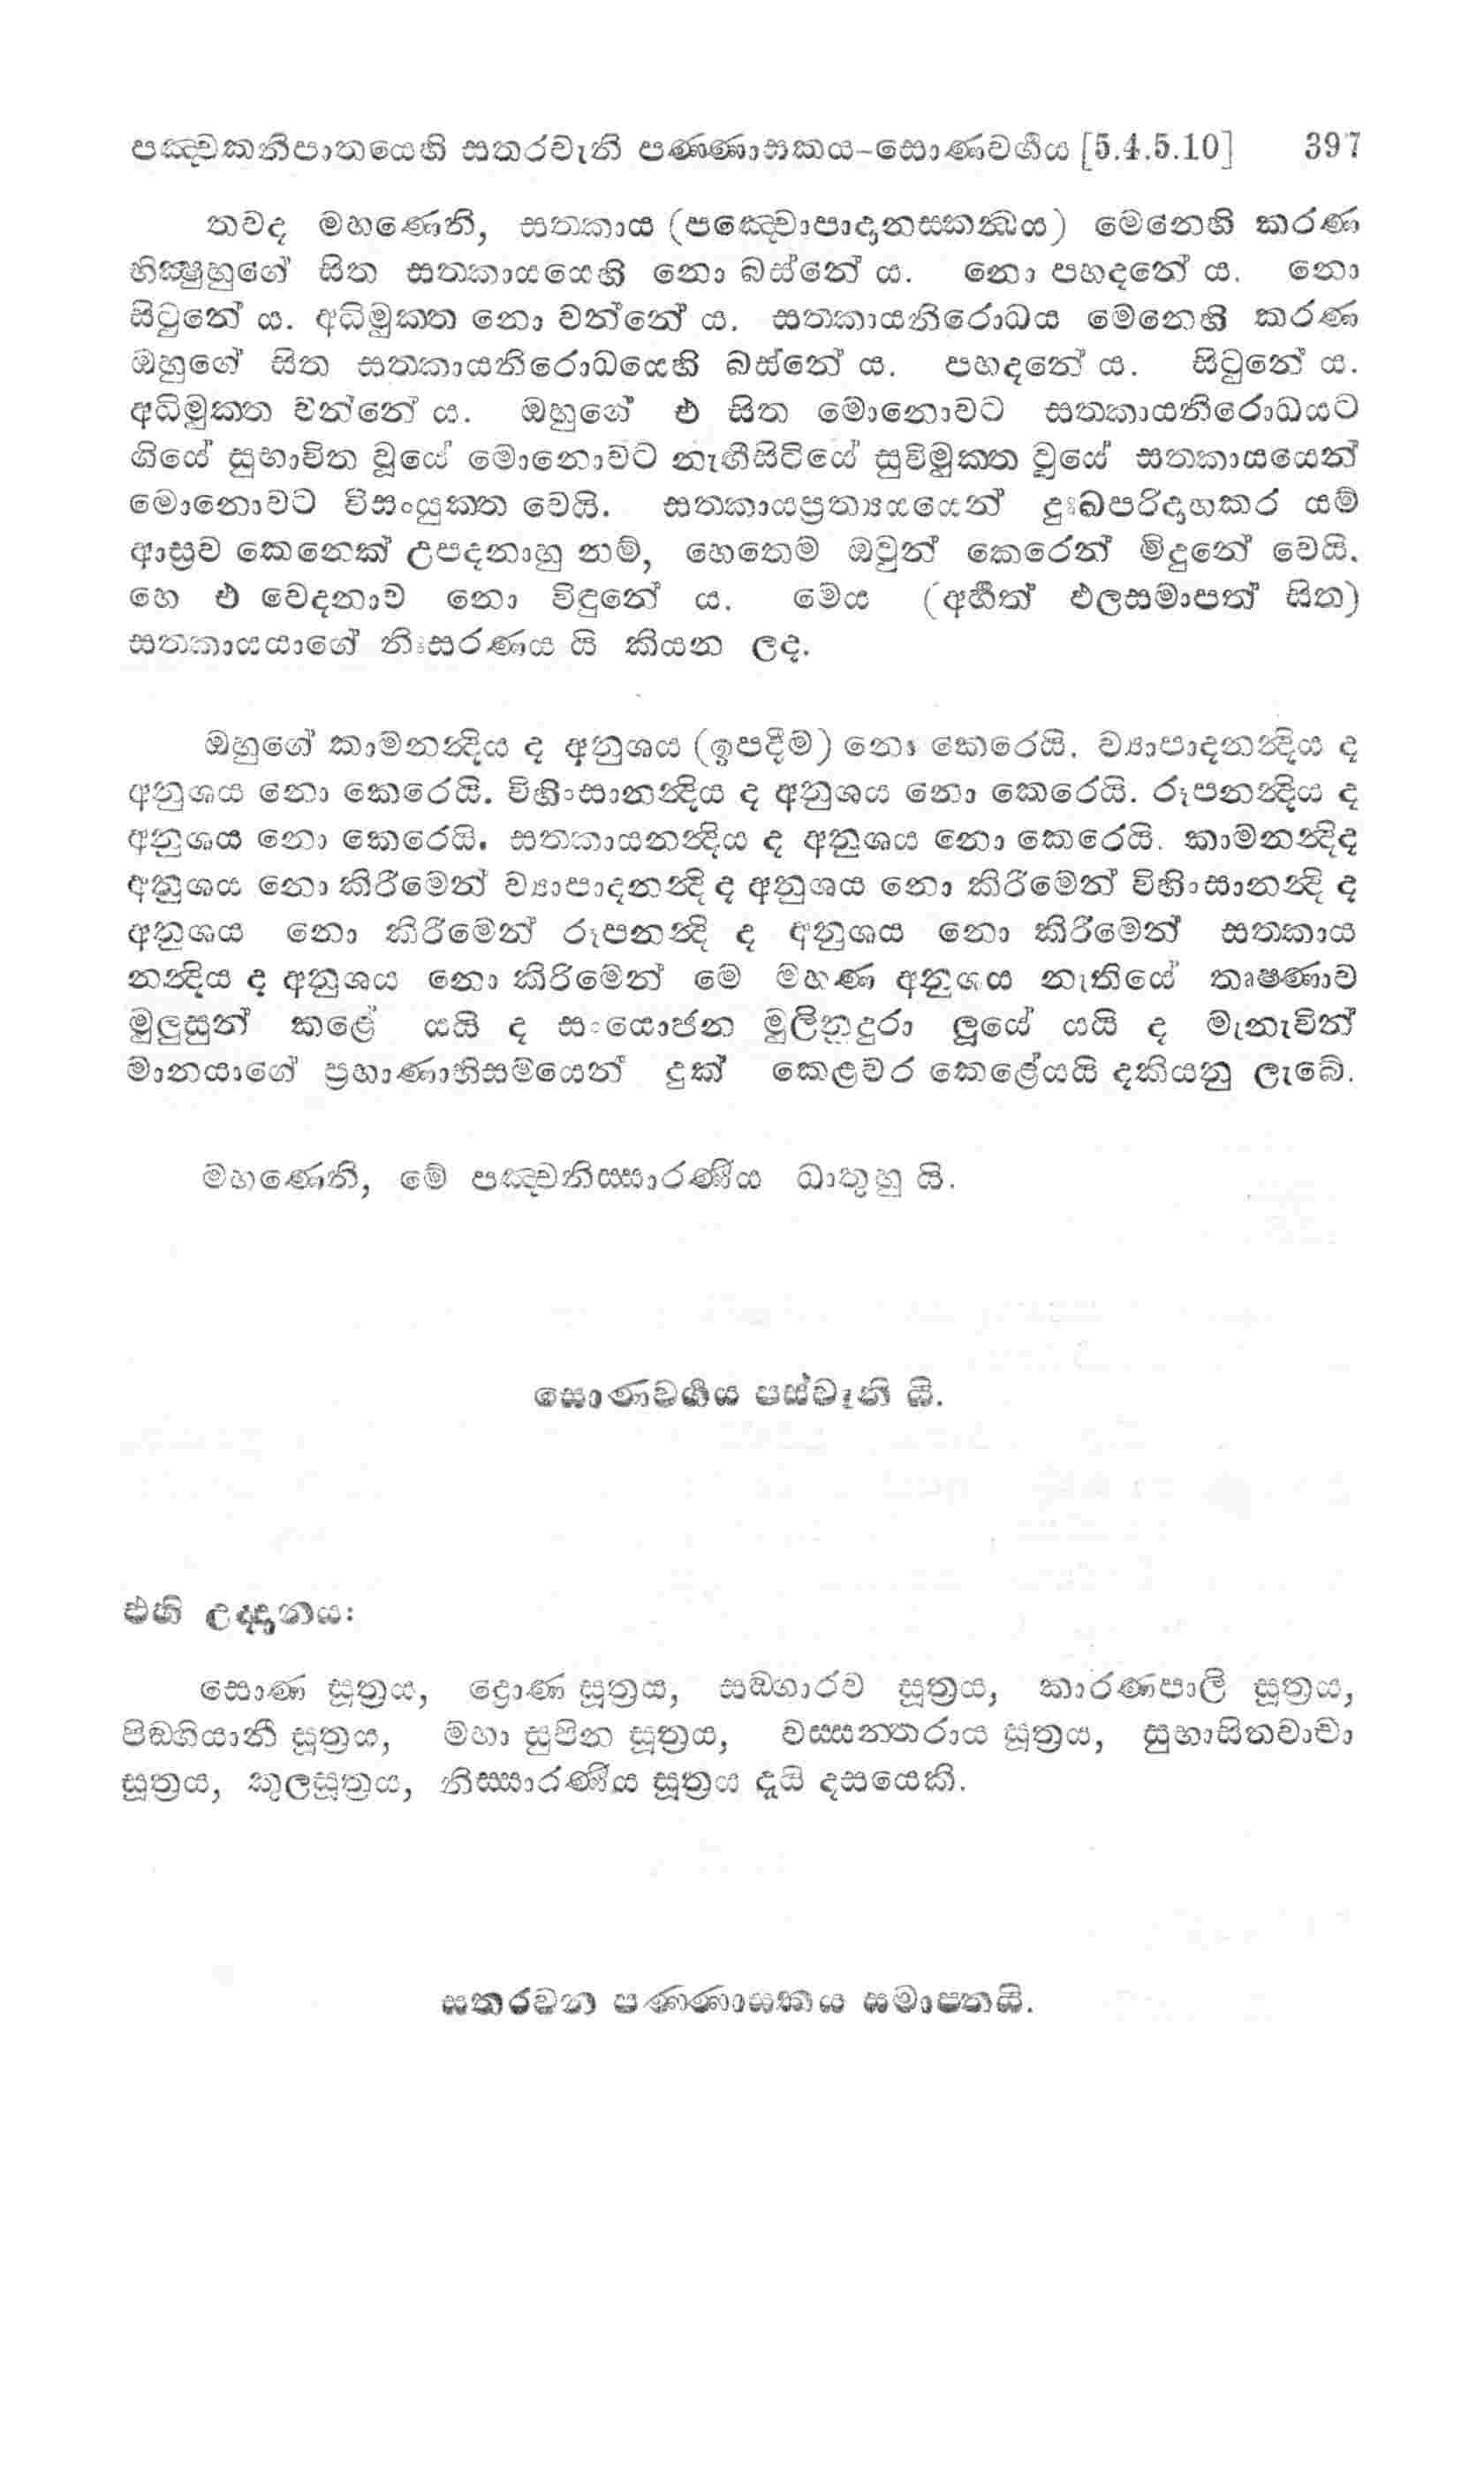 පඤ්චකනිපාතයෙහි සතරවැනි පණ්ණාසකය-සොණවර්‍ගය [5.4.5.10] 397
තවද මහණෙනි, සත්කාය (පඤ්චොපාදානස්කන්ධය) මෙනෙහි කරණ
භික්‍ෂුහුගේ සිත සත්කායයෙහි නො බස්නේ ය. නො පහදනේ ය. නො
සිටුනේ ය. අධිමුක්ත නො වන්නේ ය. සත්කායනිරොධය මෙනෙහි කරණ
ඔහුගේ සිත සත්කායනිරොධයෙහි බස්නේ ය. පහදනේ ය. සිටුනේ ය.
අධිමුක්ත වන්නේ ය. ඔහුගේ එ සිත මොනොවට සත්කායනිරොධයට
ගියේ සුභාවිත වූයේ මොනොවට නැඟීසිටියේ සුවිමුක්ත වූයේ සත්කායයෙන්
මොනොවට විසංයුක්ත වෙයි. සත්කායප්‍රත්‍යයයෙන් දුඃඛපරිදාහකර යම්
ආස්‍රව කෙනෙක් උපදනාහු නම්, හෙතෙම ඔවුන් කෙරෙන් මිදුනේ වෙයි.
හෙ එ වෙදනාව නො විඳුනේ ය. මෙය (අර්‍හත් ඵලසමාපත් සිත)
සත්කායයාගේ නිඃසරණය යි කියන ලද.
ඔහුගේ කාමනන්දිය ද අනුශය (ඉපදීම) නො කෙරෙයි. ව්‍යාපාදනන්දිය ද
අනුශය නො කෙරෙයි. විහිංසානන්දිය ද අනුශය නො කෙරෙයි. රූපනන්දිය ද
අනුශය නො කෙරෙයි. සත්කායනන්දිය ද අනුශය නො කෙරෙයි. කාමනන්දිද
අනුශය නො කිරීමෙන් ව්‍යාපාදනන්දි ද අනුශය නො කිරීමෙන් විහිංසානන්දි ද
අනුශය නො කිරීමෙන් රූපනන්දි ද අනුශය නො කිරීමෙන් සත්කාය
නන්දිය ද අනුශය නො කිරිමෙන් මෙ මහණ අනුශය නැතියේ තෘෂ්ණාව
මුලුසුන් කළේ යයි ද සංයොජන මුලිනුදුරා ලූයේ යයි ද මැනැවින්
මානයාගේ ප්‍රහාණාභිසමයෙන් දුක් කෙළවර කෙළේයයි දකියනු ලැබේ.
මහණෙනි, මේ පඤ්චනිස්සාරණීය ධාතුහු යි.
සොණවර්‍ගය පස්වැනි යි.
එහි උද්දානය:
සොණ සූත්‍රය, ද්‍රොණ සූත්‍රය, සඞ්ගාරව සූත්‍රය, කාරණපාලි සූත්‍රය,
පිඞ්ගියානී සූත්‍රය, මහා සුපින සූත්‍රය, වස්සන්තරාය සූත්‍රය, සුභාසිතවාචා
සූත්‍රය, කුලසූත්‍රය, නිස්සාරණීය සූත්‍රය දැයි දසයෙකි.
සතරවන පණ්ණාසකය සමාප්තයි.